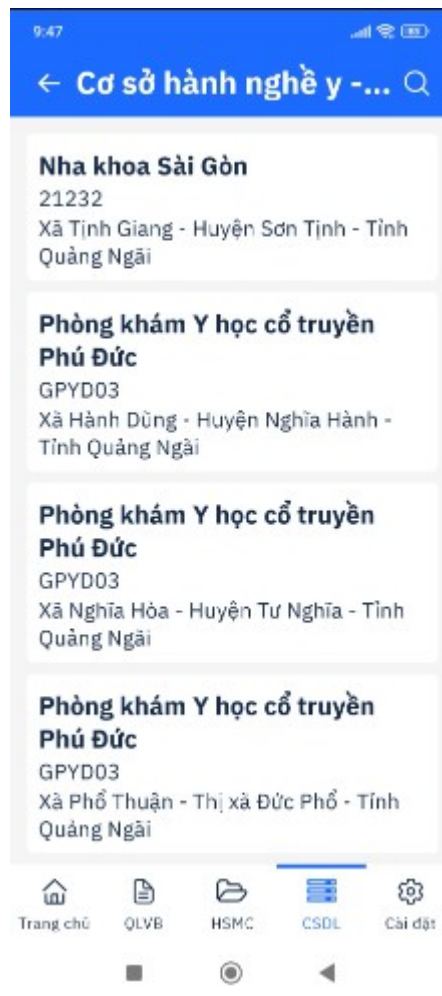 9:47
Cơ sở hành nghề y -...
Nha khoa Sài Gòn
21232
Xã Tịnh Giang - Huyện Sơn Tịnh - Tỉnh
Quảng Ngãi
Phòng khám Y học cổ truyền
Phú Đức
GPYD03
Xã Hành Dũng - Huyện Nghĩa Hành -
Tỉnh Quảng Ngãi
Phòng khám Y học cổ truyền
Phú Đức
GPYD03
Xã Nghĩa Hòa - Huyện Tư Nghĩa - Tỉnh
Quảng Ngãi
Phòng khám Y học cổ truyền
Phú Đức
GPYD03
Xã Phổ Thuận - Thị xã Đức Phổ - Tỉnh
Quảng Ngãi
Trang chủ QLVB HSMC CSDL Cài đặt